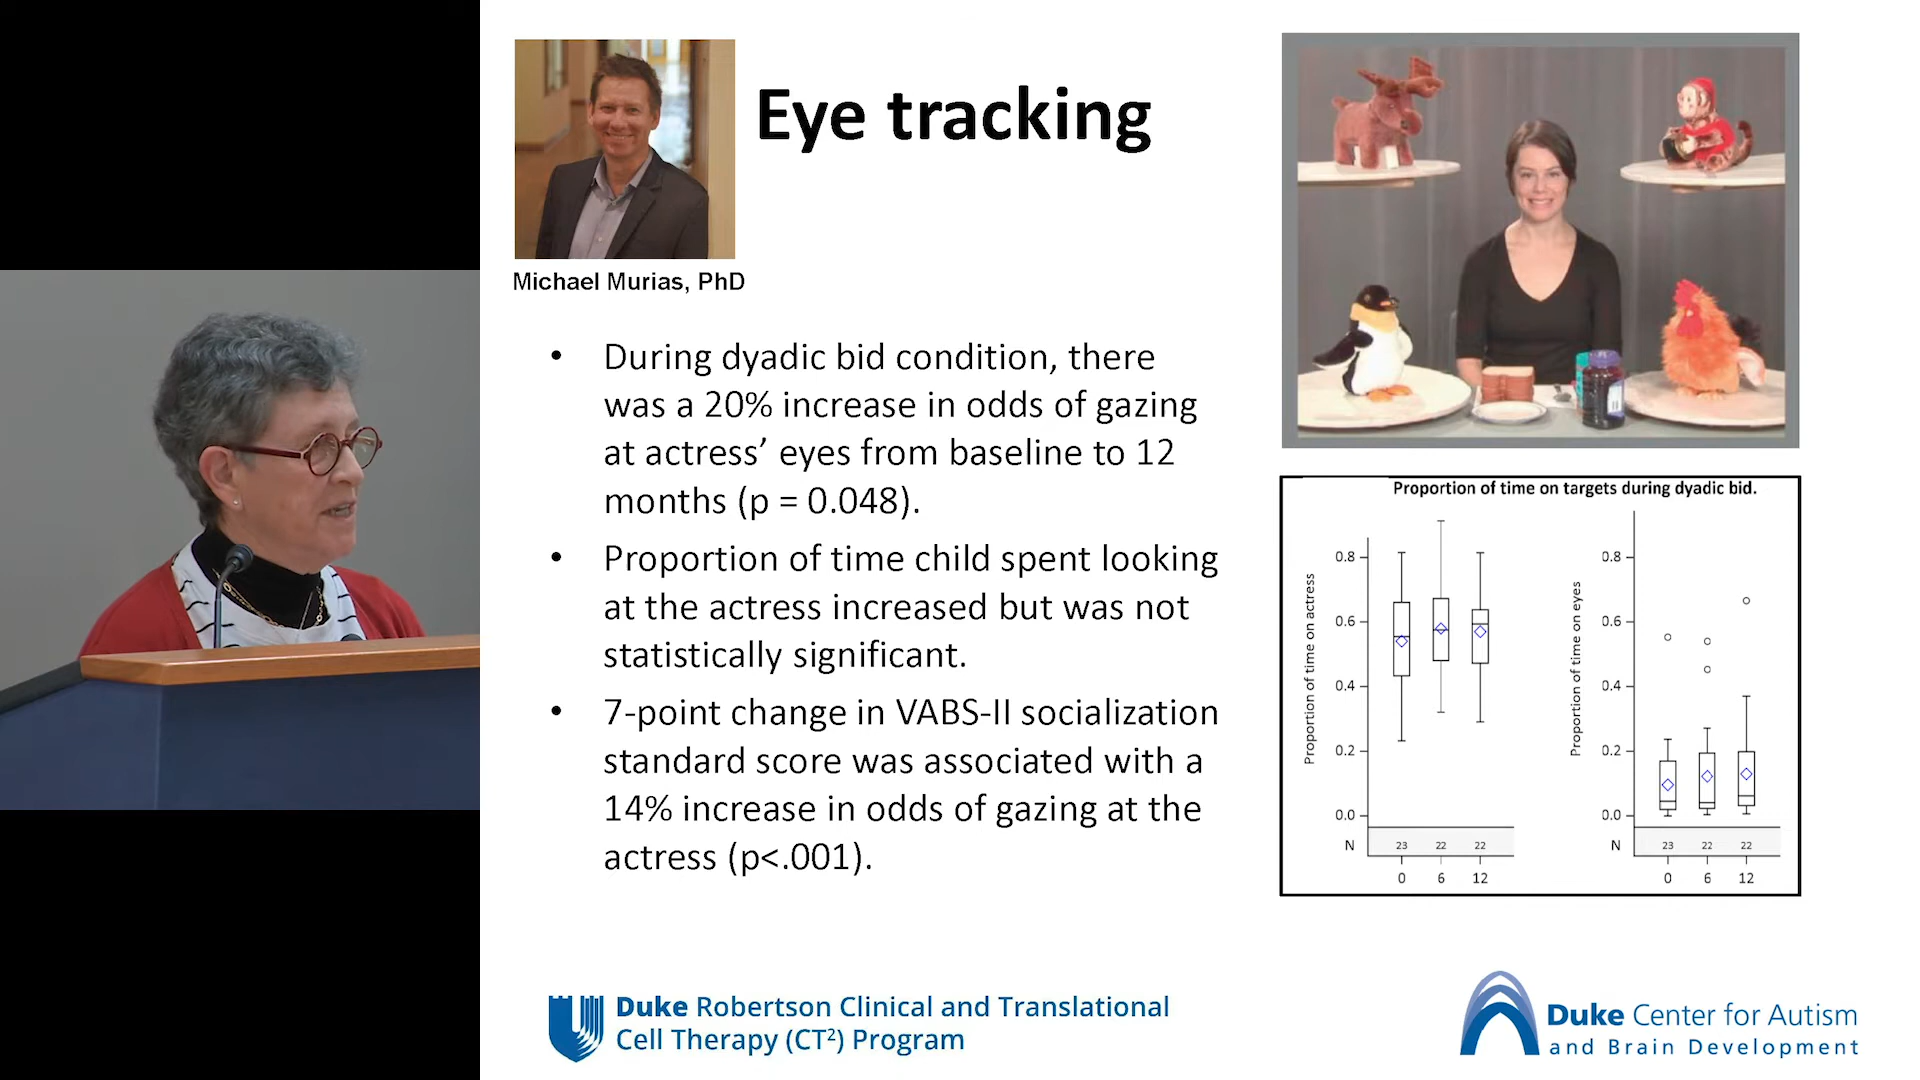 Eye tracking
Michael Murias, PhD
• During dyadic bid condition, there
was a 20% increase in odds of gazing
at actress’ eyes from baseline to 12
months (p = 0.048).
• Proportion of time child spent looking
at the actress increased but was not
statistically significant.
• 7-point change in VABS-II socialization
standard score was associated with a
14% increase in odds of gazing at the
actress (p<.001).
Proportion of time on targets during dyadic bid.
Proportion of time on actress
0.8
0.6
0.4
0.2
0.0
N 23 22 22
0 6 12
Proportion of time on eyes
0.8
0.6
0.4
0.2
0.0
N 23 22 22
0 6 12
Duke Robertson Clinical and Translational
Cell Therapy (CT²) Program
Duke Center for Autism
and Brain Development